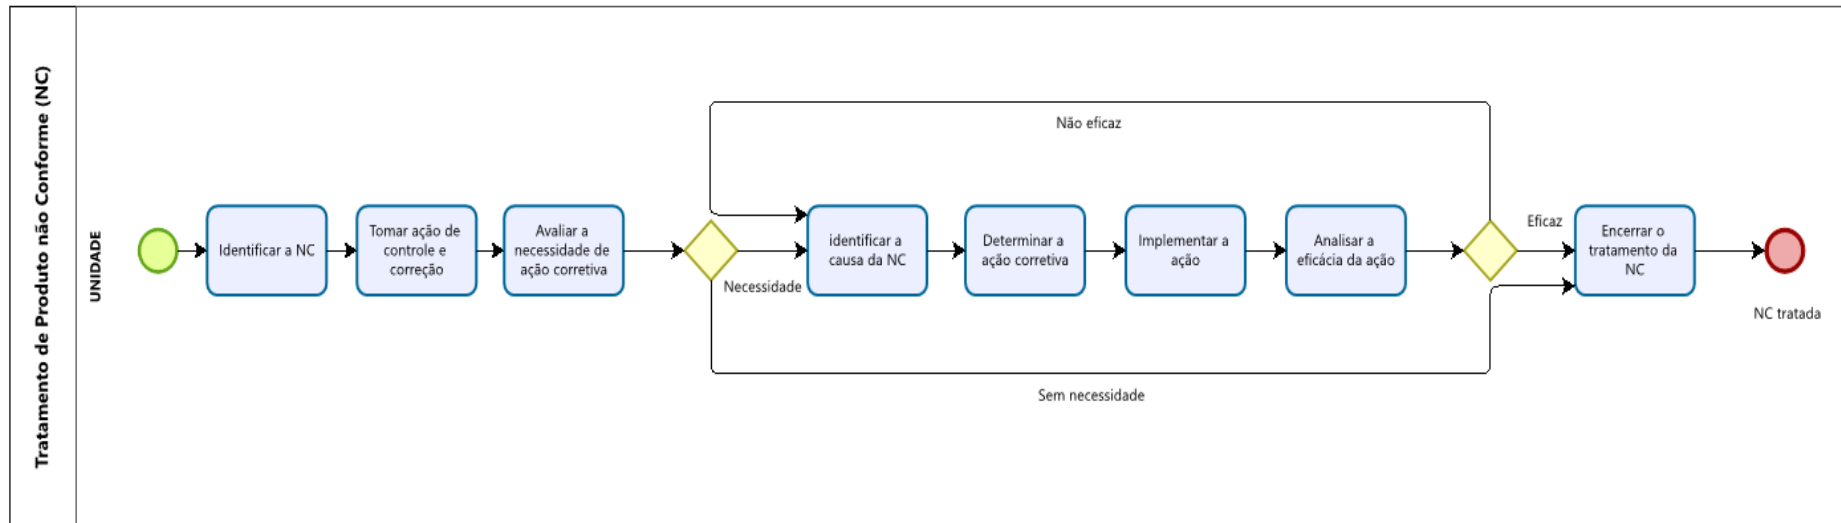 Tratamento de Produto não Conforme (NC)
UNIDADE
Identificar a NC
Tomar ação de
controle e
correção
Avaliar a
necessidade de
ação corretiva
Necessidade
Não eficaz
Sem necessidade
identificar a
causa da NC
Determinar a
ação corretiva
Implementar a
ação
Analisar a
eficácia da ação
Eficaz
Encerrar o
tratamento da
NC
NC tratada